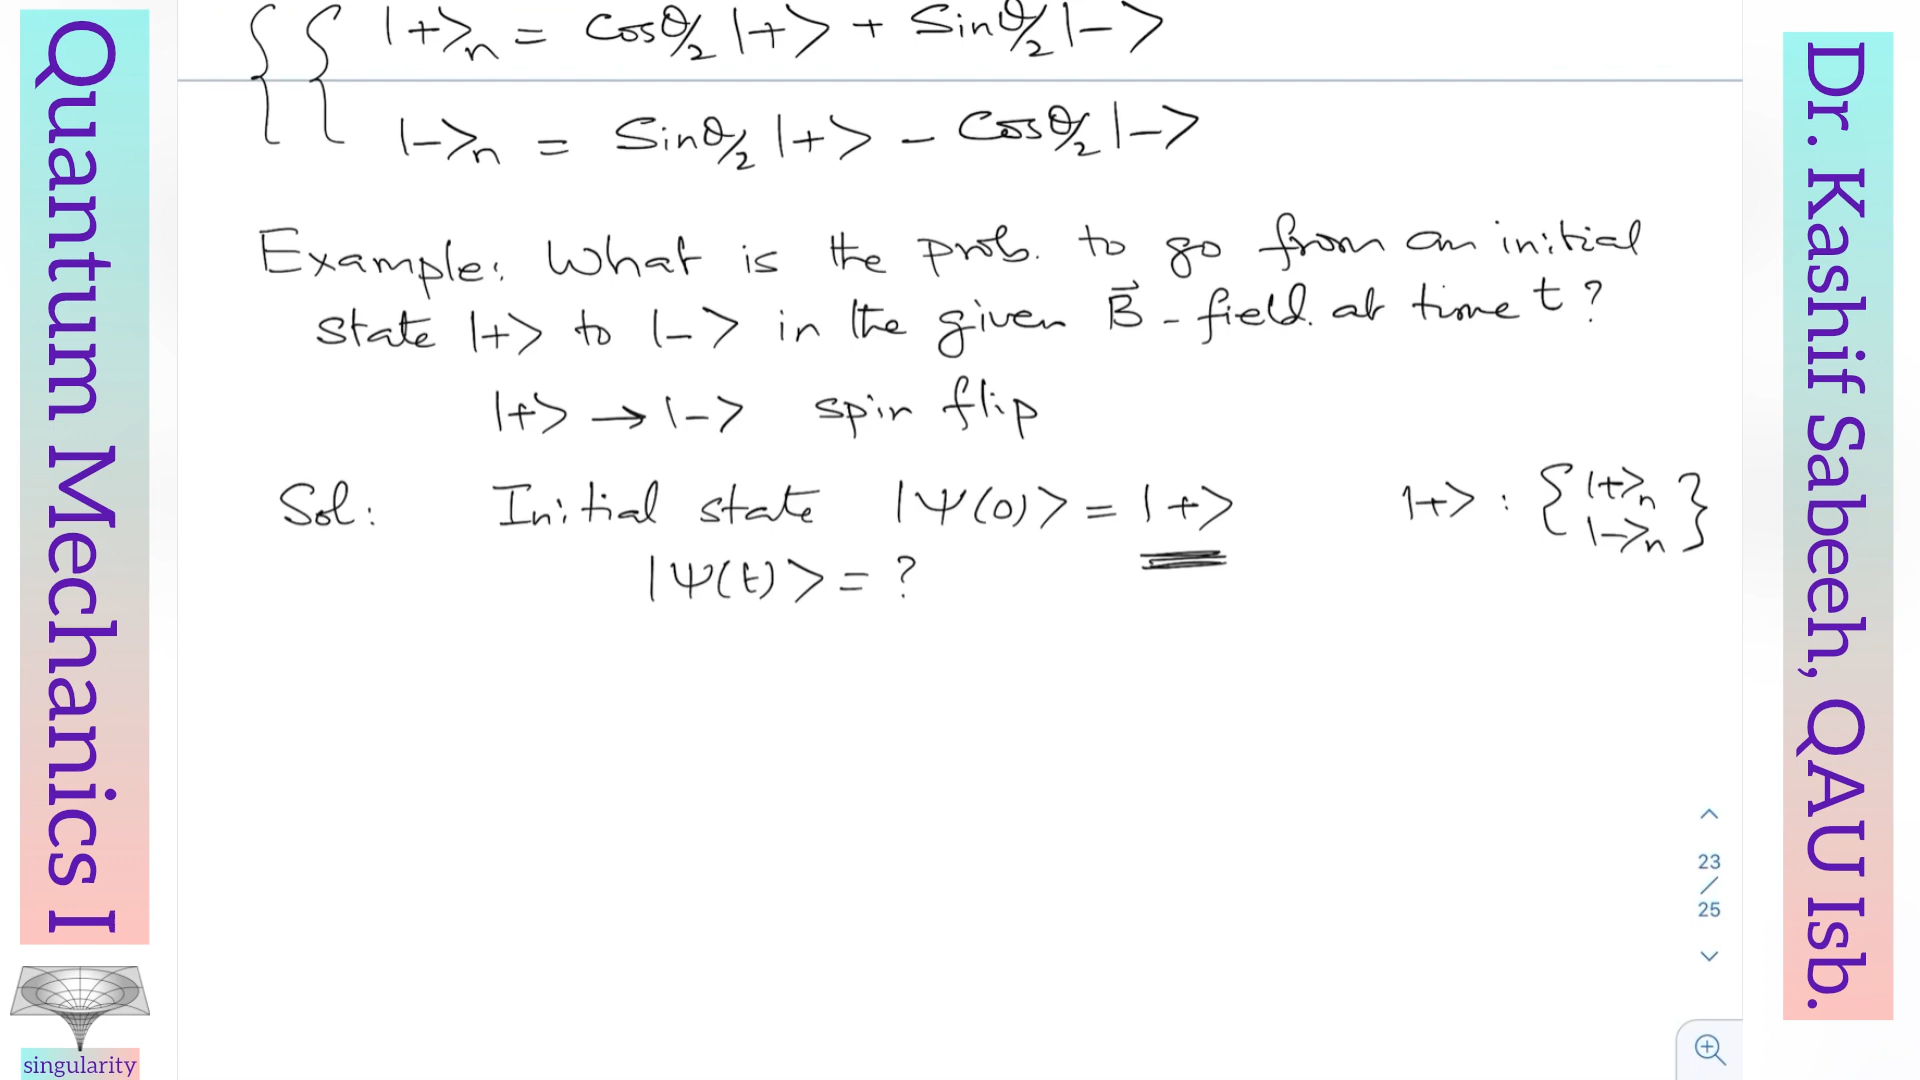 Quantum Mechanics I
singularity
|+>n = Cosθ/2 |+> + Sinθ/2 |->
|->n = Sinθ/2 |+> - Cosθ/2 |->
Example: What is the prob. to go from an initial
state |+> to |-> in the given B⃗-field. at time t?
|+> → |-> spin flip
Sol: Initial state |Ψ(0)> = |+> |+> : { |+>n
|->n }
|Ψ(t)> = ?
23
/
25
Dr. Kashif Sabeeh, QAU Isb.